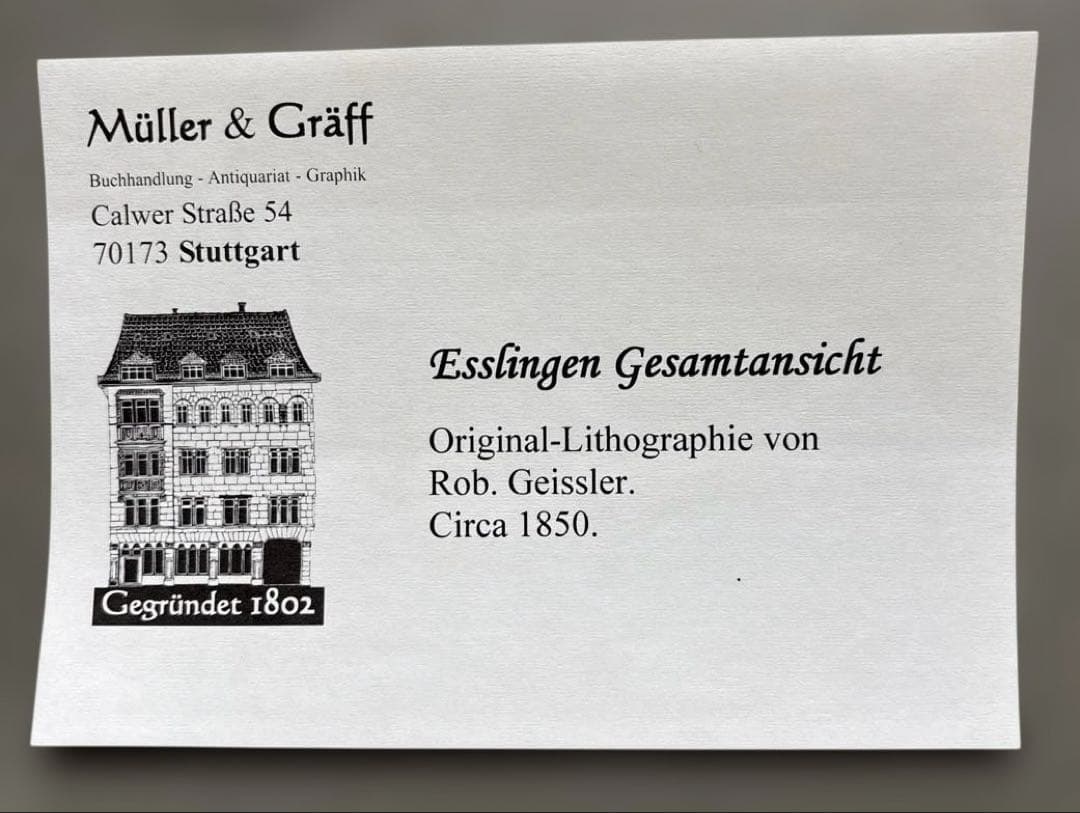 Müller & Gräff
Buchhandlung - Antiquariat - Graphik
Calwer Straße 54
70173 Stuttgart
Gegründet 1802
Esslingen Gesamtansicht
Original-Lithographie von
Rob. Geissler.
Circa 1850.